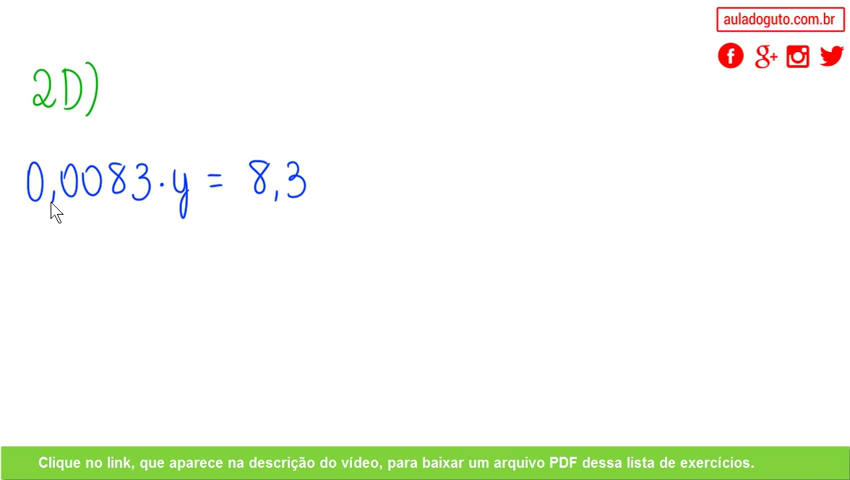 auladoguto.com.br
2D)
0,0083·y = 8,3
Clique no link, que aparece na descrição do vídeo, para baixar um arquivo PDF dessa lista de exercícios.